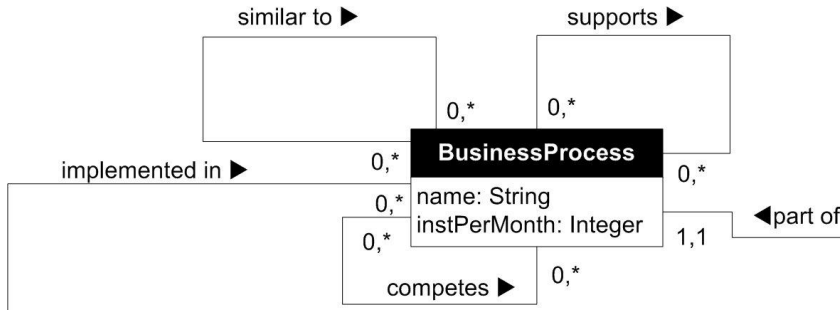 similar to ▶
supports ▶
0,*
0,*
BusinessProcess
0,*
0,*
implemented in ▶
name: String
instPerMonth: Integer
0,*
0,*
◀part of
1,1
competes ▶
0,*